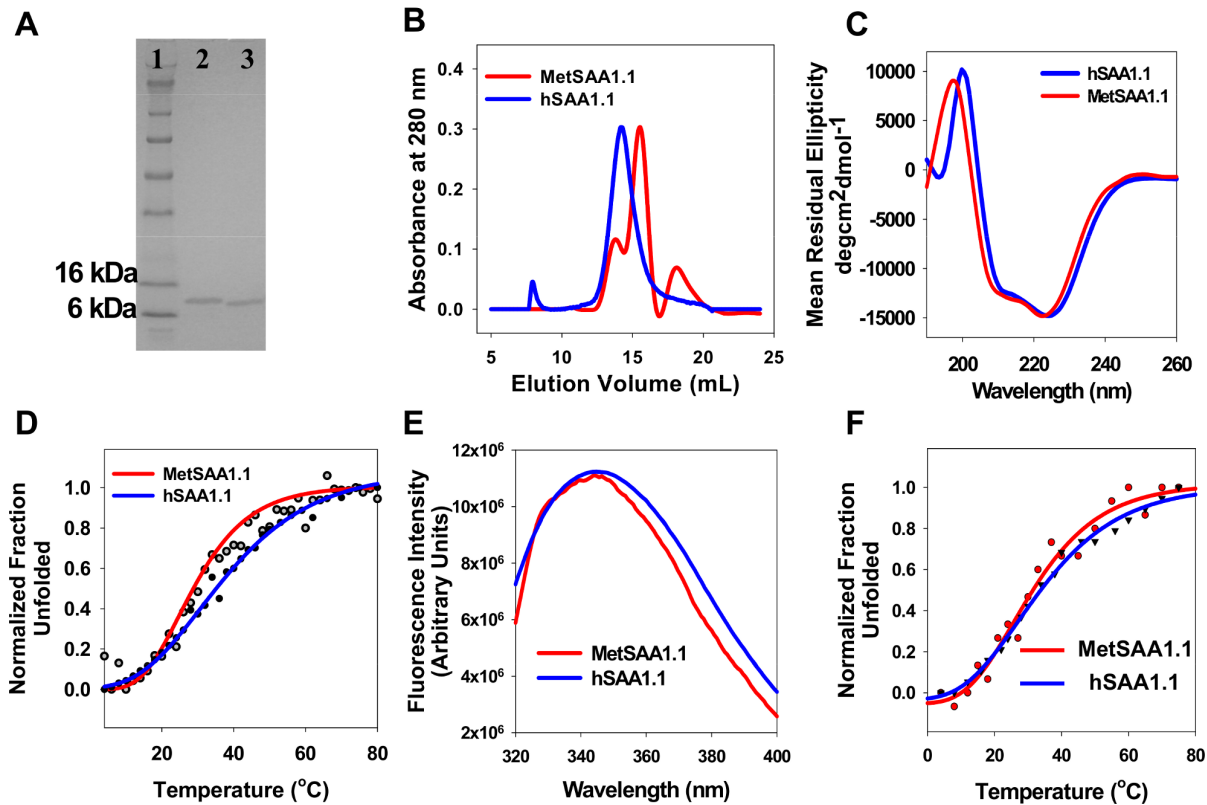 A
1 2 3
16 kDa
6 kDa
B
MetSAA1.1
hSAA1.1
Absorbance at 280 nm
0.4
0.3
0.2
0.1
0.0
5 10 15 20 25
Elution Volume (mL)
C
hSAA1.1
MetSAA1.1
Mean Residual Ellipticity
degcm2dmol-1
10000
5000
0
-5000
-10000
-15000
200 220 240 260
Wavelength (nm)
D
MetSAA1.1
hSAA1.1
Normalized Fraction
Unfolded
1.0
0.8
0.6
0.4
0.2
0.0
20 40 60 80
Temperature (oC)
E
Fluorescence Intensity
(Arbitrary Units)
12x10⁶
10x10⁶
8x10⁶
6x10⁶
4x10⁶
2x10⁶
MetSAA1.1
hSAA1.1
320 340 360 380 400
Wavelength (nm)
F
Normalized Fraction
Unfolded
1.0
0.8
0.6
0.4
0.2
0.0
MetSAA1.1
hSAA1.1
0 20 40 60 80
Temperature (oC)